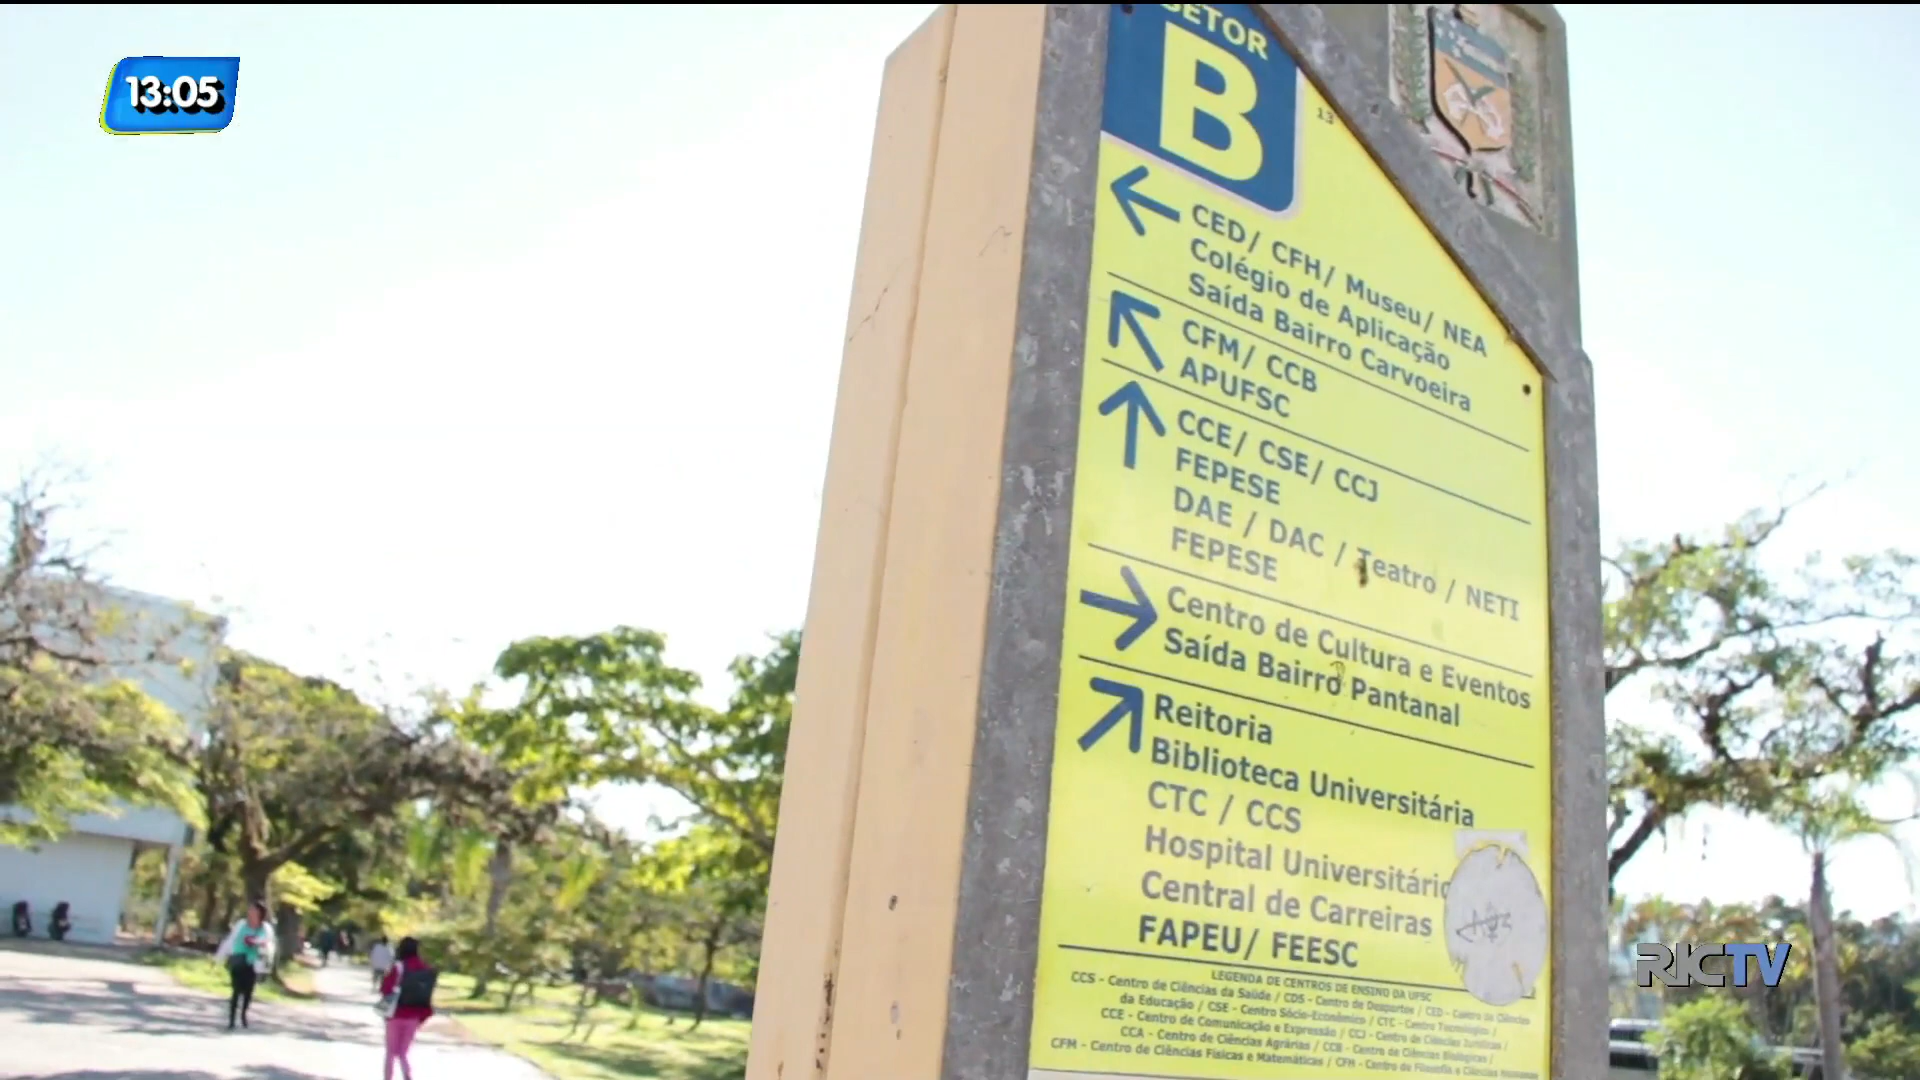 13:05
SETOR
B
13
CED/ CFH/ Museu/ NEA
Colégio de Aplicação
Saída Bairro Carvoeira
CFM/ CCB
APUFSC
CCE/ CSE/ CCJ
FEPESE
DAE / DAC / Teatro / NETI
FEPESE
Centro de Cultura e Eventos
Saída Bairro Pantanal
Reitoria
Biblioteca Universitária
CTC / CCS
Hospital Universitário
Central de Carreiras
FAPEU/ FEESC
LEGENDA DE CENTROS DE ENSINO DA UFSC
CCS - Centro de Ciências da Saúde / CDS - Centro de Desportos / CED - Centro de Ciências
da Educação / CSE - Centro Sócio-Econômico / CTC - Centro Tecnológico /
CCE - Centro de Comunicação e Expressão / CCJ - Centro de Ciências Jurídicas /
CCA - Centro de Ciências Agrárias / CCB - Centro de Ciências Biológicas /
CFM - Centro de Ciências Físicas e Matemáticas / CFH - Centro de Filosofia e Ciências Humanas
RICTV